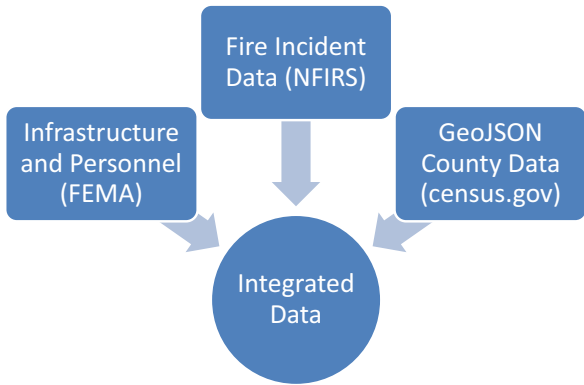 Fire Incident
Data (NFIRS)
Infrastructure
and Personnel
(FEMA)
GeoJSON
County Data
(census.gov)
Integrated
Data